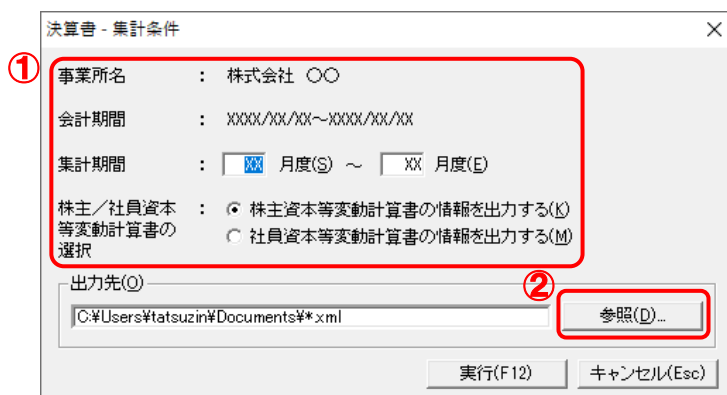 決算書 - 集計条件
①
事業所名 : 株式会社 ○○
会計期間 : XXXX/XX/XX～XXXX/XX/XX
集計期間 : XX 月度(S) ～ XX 月度(E)
株主／社員資本 : 株主資本等変動計算書の情報を出力する(K)
等変動計算書の 社員資本等変動計算書の情報を出力する(M)
選択
出力先(O)
②
C:¥Users¥tatsuzin¥Documents¥*.xml 参照(D)...
実行(F12) キャンセル(Esc)